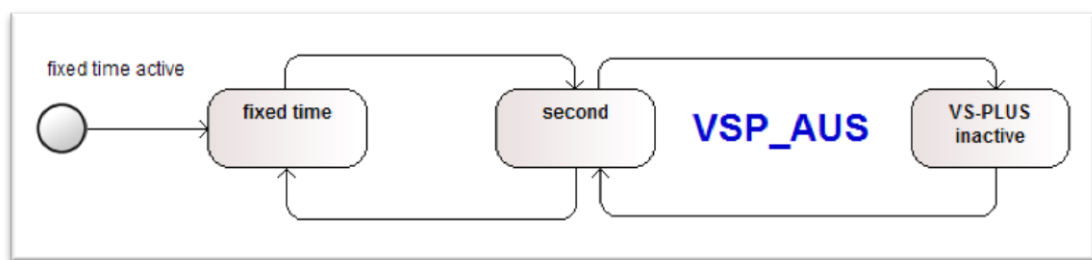 fixed time active
fixed time
second
VSP_AUS
VS-PLUS
inactive